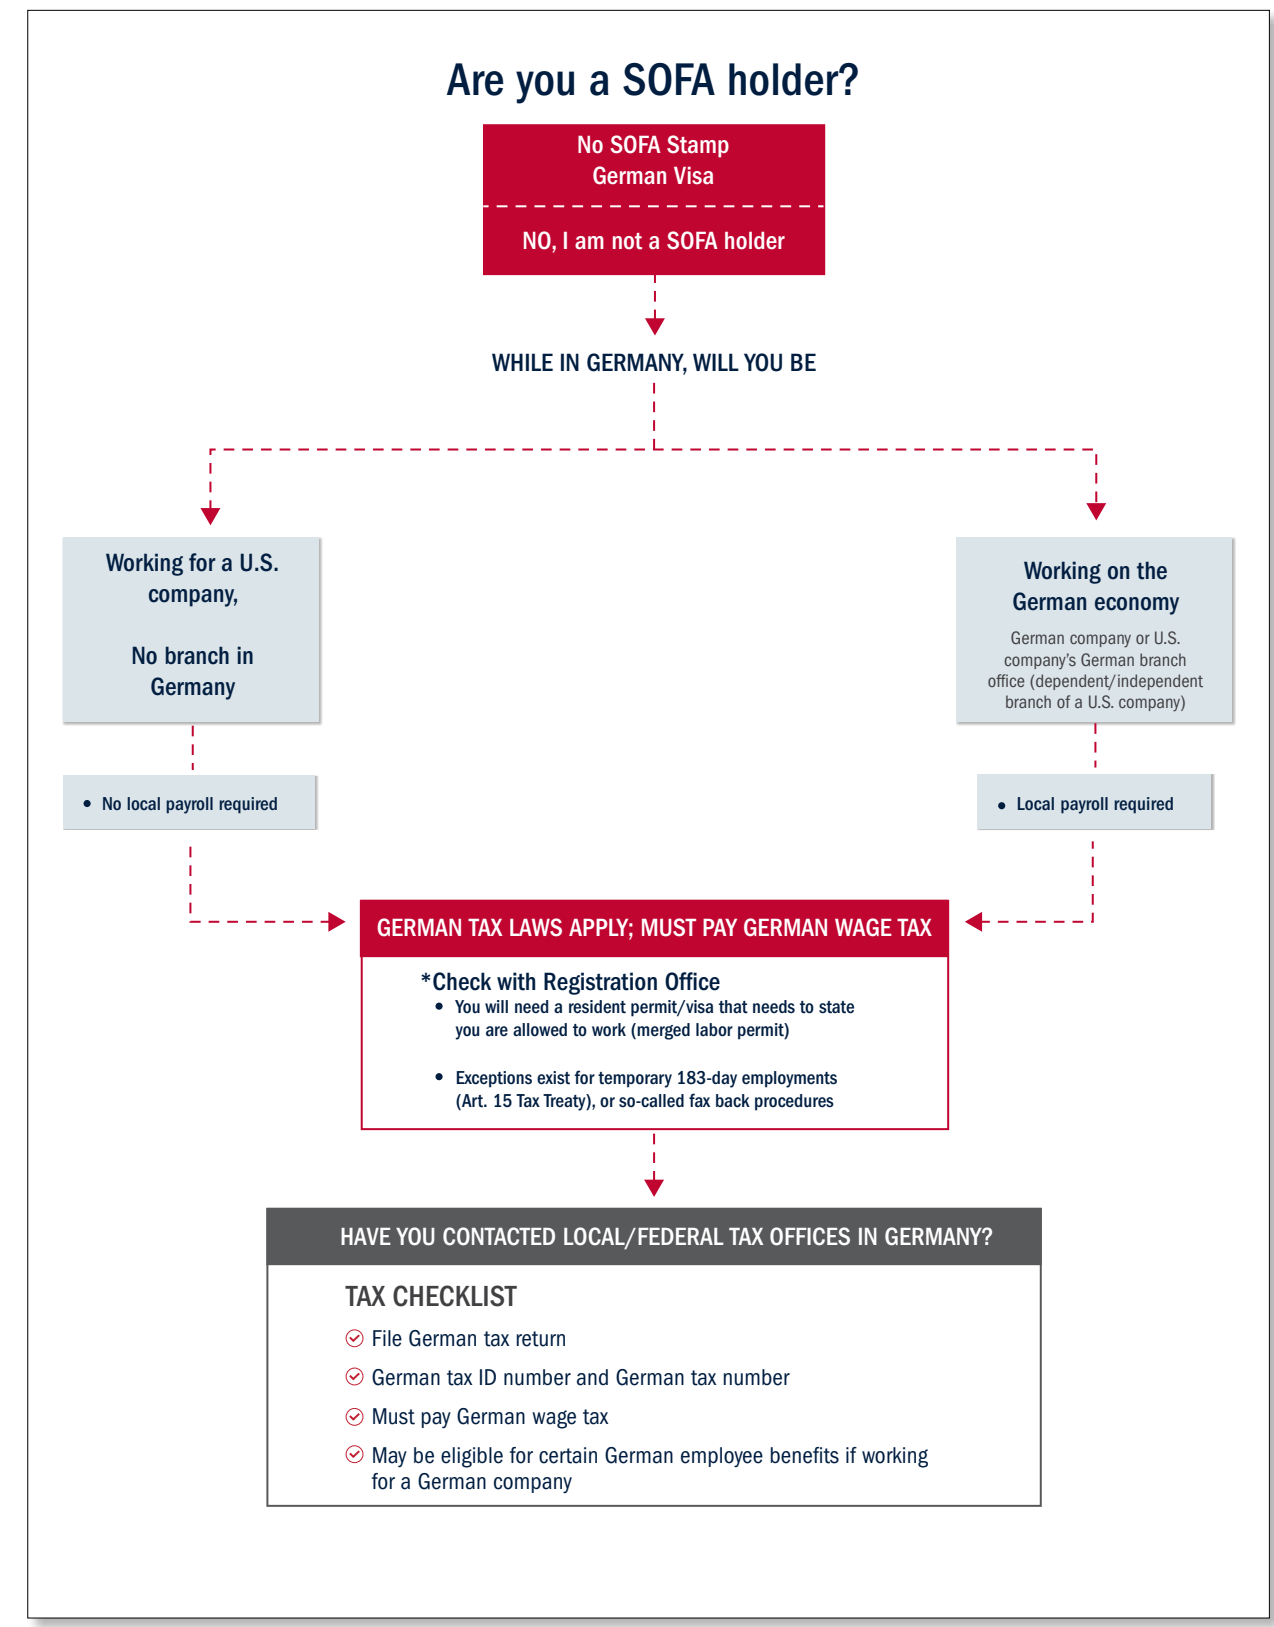 Are you a SOFA holder?
No SOFA Stamp
German Visa
NO, I am not a SOFA holder
WHILE IN GERMANY, WILL YOU BE
Working for a U.S.
company,
No branch in
Germany
• No local payroll required
Working on the
German economy
German company or U.S.
company’s German branch
office (dependent/independent
branch of a U.S. company)
• Local payroll required
GERMAN TAX LAWS APPLY; MUST PAY GERMAN WAGE TAX
*Check with Registration Office
• You will need a resident permit/visa that needs to state
you are allowed to work (merged labor permit)
• Exceptions exist for temporary 183-day employments
(Art. 15 Tax Treaty), or so-called fax back procedures
HAVE YOU CONTACTED LOCAL/FEDERAL TAX OFFICES IN GERMANY?
TAX CHECKLIST
File German tax return
German tax ID number and German tax number
Must pay German wage tax
May be eligible for certain German employee benefits if working
for a German company